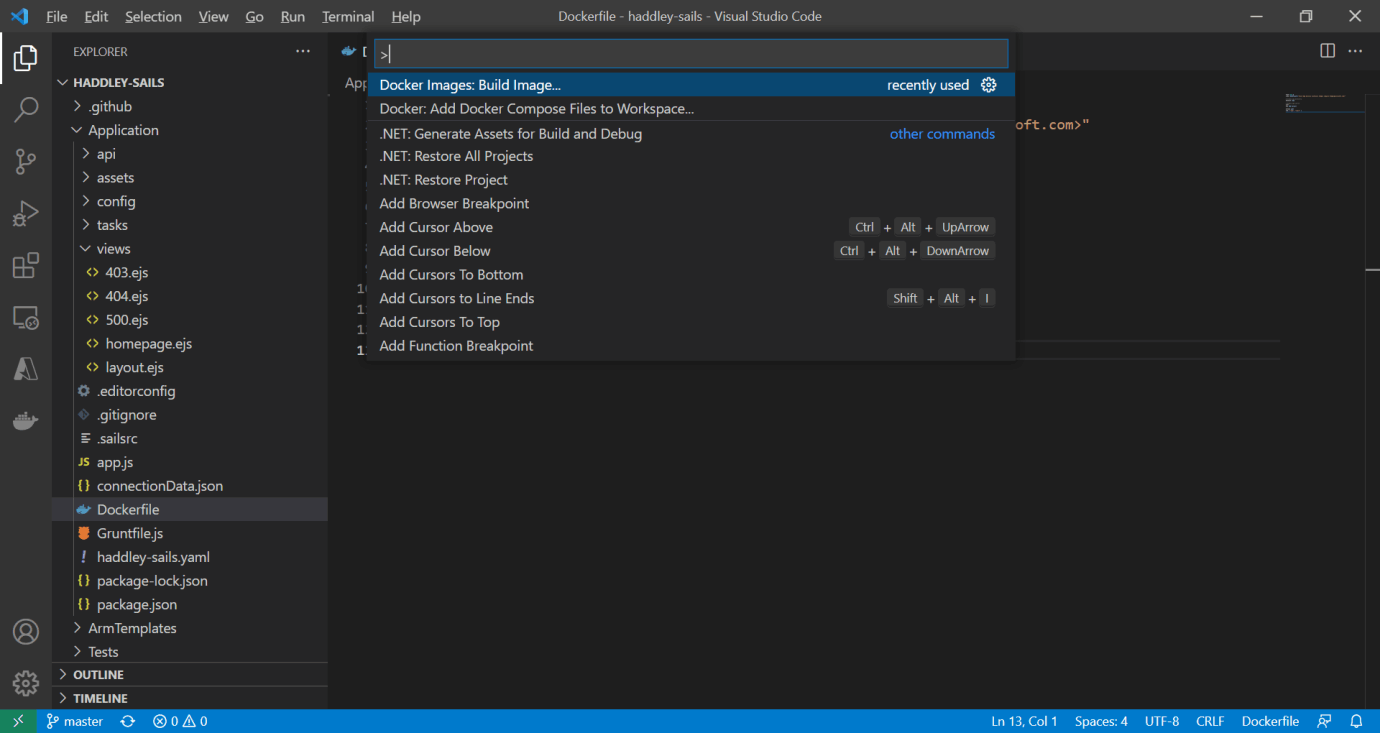 File Edit Selection View Go Run Terminal Help Dockerfile - haddley-sails - Visual Studio Code
EXPLORER
HADDLEY-SAILS
.github
Application
api
assets
config
tasks
views
403.ejs
404.ejs
500.ejs
homepage.ejs
layout.ejs
.editorconfig
.gitignore
.sailsrc
JS app.js
{} connectionData.json
Dockerfile
Gruntfile.js
! haddley-sails.yaml
{} package-lock.json
{} package.json
ArmTemplates
Tests
OUTLINE
TIMELINE
>
Docker Images: Build Image... recently used
Docker: Add Docker Compose Files to Workspace...
.NET: Generate Assets for Build and Debug other commands
.NET: Restore All Projects
.NET: Restore Project
Add Browser Breakpoint
Add Cursor Above Ctrl + Alt + UpArrow
Add Cursor Below Ctrl + Alt + DownArrow
Add Cursors To Bottom
Add Cursors to Line Ends Shift + Alt + I
Add Cursors To Top
Add Function Breakpoint
oft.com>"
master 0 0 Ln 13, Col 1 Spaces: 4 UTF-8 CRLF Dockerfile